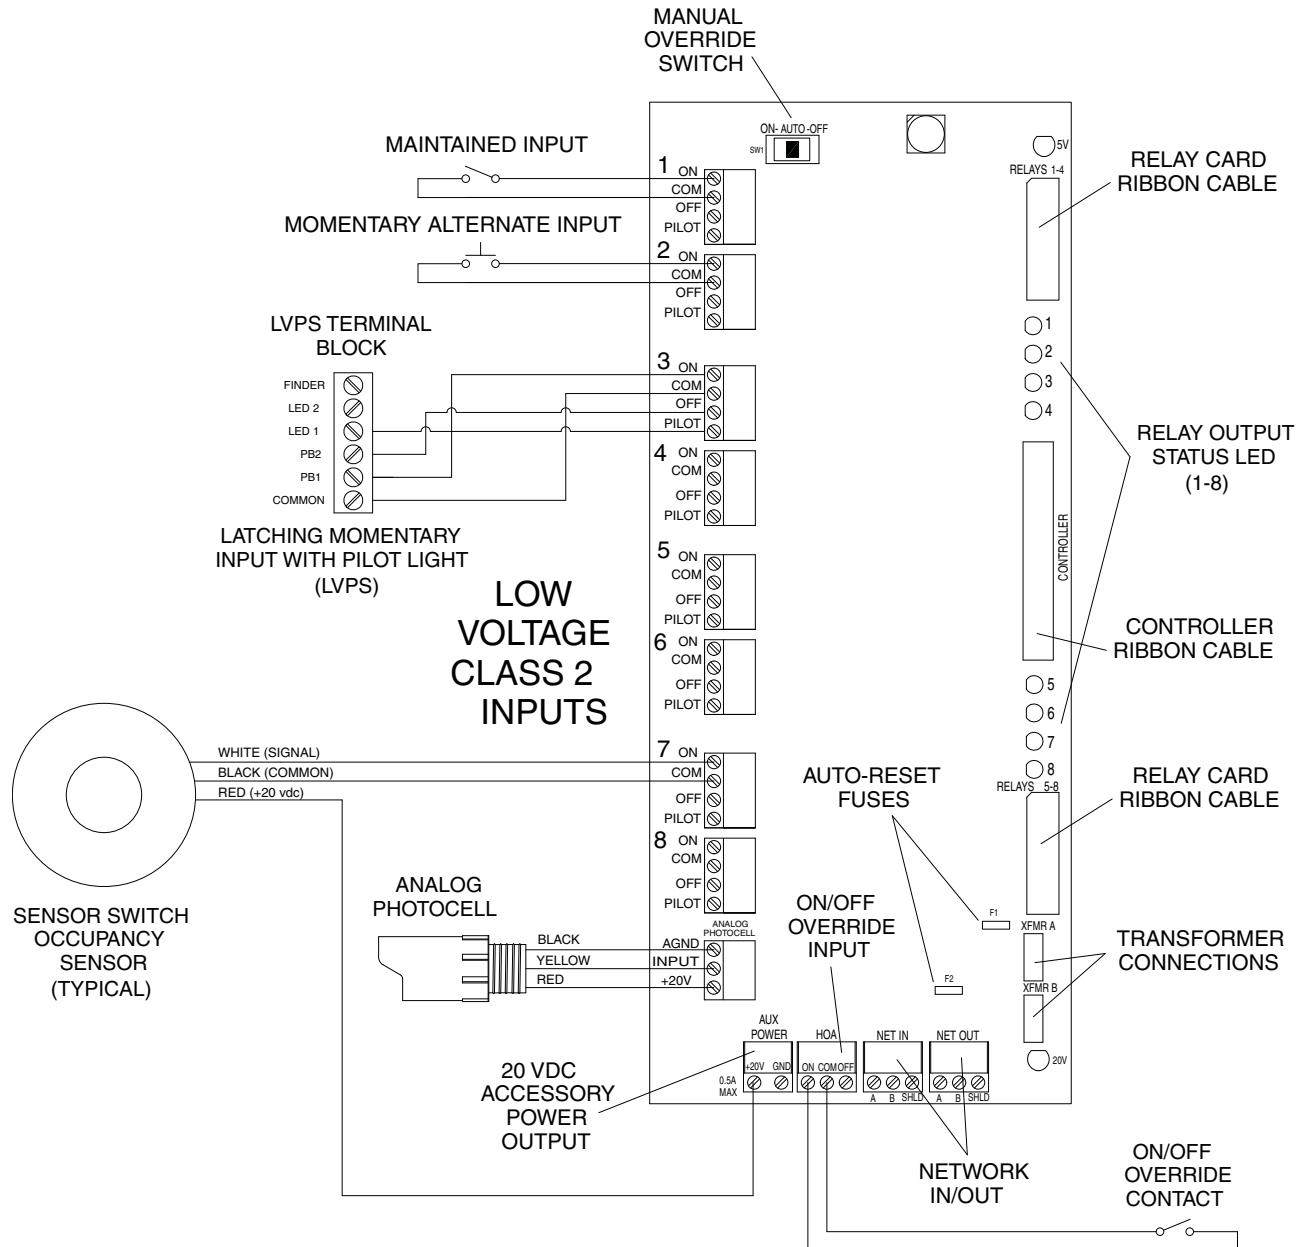 MANUAL
OVERRIDE
SWITCH
ON- AUTO -OFF
SW1
5V
MAINTAINED INPUT
1 ON
COM
OFF
PILOT
RELAYS 1-4
RELAY CARD
RIBBON CABLE
MOMENTARY ALTERNATE INPUT
2 ON
COM
OFF
PILOT
1
2
3
4
LVPS TERMINAL
BLOCK
FINDER
LED 2
LED 1
PB2
PB1
COMMON
3 ON
COM
OFF
PILOT
LATCHING MOMENTARY
INPUT WITH PILOT LIGHT
(LVPS)
4 ON
COM
OFF
PILOT
RELAY OUTPUT
STATUS LED
(1-8)
CONTROLLER
5 ON
COM
OFF
PILOT
LOW
VOLTAGE
CLASS 2
INPUTS
6 ON
COM
OFF
PILOT
CONTROLLER
RIBBON CABLE
5
6
7
8
WHITE (SIGNAL)
BLACK (COMMON)
RED (+20 vdc)
7 ON
COM
OFF
PILOT
AUTO-RESET
FUSES
RELAYS 5-8
RELAY CARD
RIBBON CABLE
8 ON
COM
OFF
PILOT
SENSOR SWITCH
OCCUPANCY
SENSOR
(TYPICAL)
ANALOG
PHOTOCELL
BLACK
YELLOW
RED
ANALOG
PHOTOCELL
AGND
INPUT
+20V
ON/OFF
OVERRIDE
INPUT
F1
F2
XFMR A
XFMR B
TRANSFORMER
CONNECTIONS
20V
AUX
POWER
+20V GND
0.5A
MAX
HOA
ON COM OFF
NET IN
A B SHLD
NET OUT
A B SHLD
20 VDC
ACCESSORY
POWER
OUTPUT
NETWORK
IN/OUT
ON/OFF
OVERRIDE
CONTACT